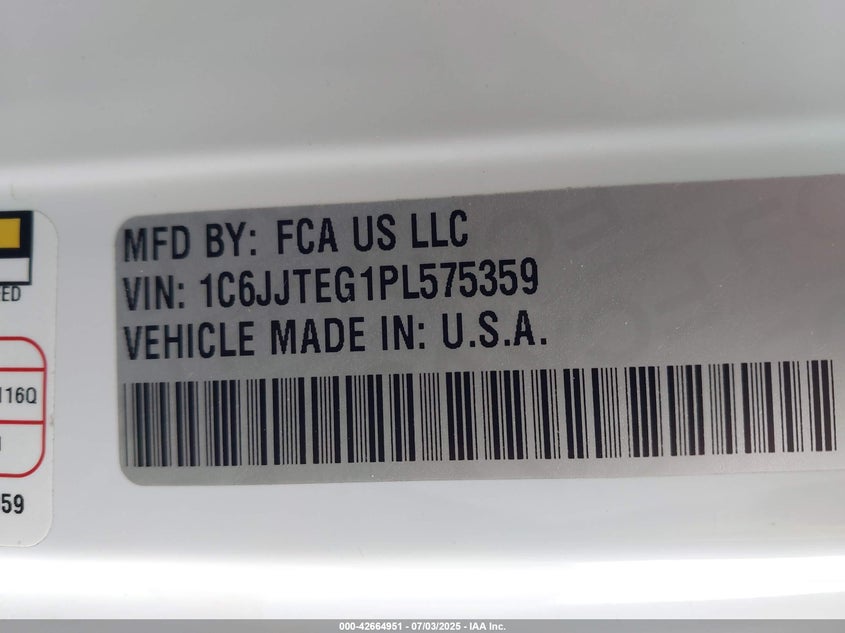 MFD BY: FCA US LLC
VIN: 1C6JJTEG1PL575359
VEHICLE MADE IN: U.S.A.
ED
116Q
59
000-42664951 - 07/03/2025 - IAA Inc.